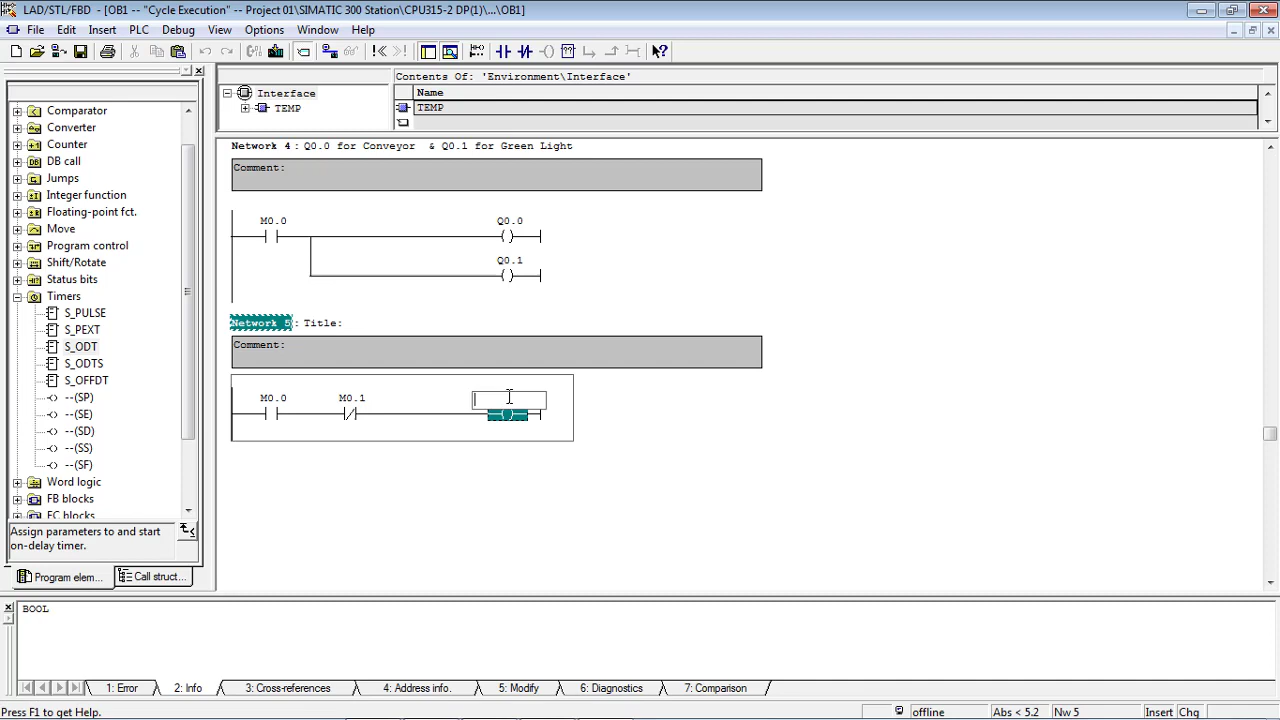 LAD/STL/FBD - [OB1 -- "Cycle Execution" -- Project 01\SIMATIC 300 Station\CPU315-2 DP(1)\...\OB1]
File Edit Insert PLC Debug View Options Window Help
Contents Of: 'Environment\Interface'
Interface
TEMP
Name
TEMP
Comparator
Converter
Counter
DB call
Jumps
Integer function
Floating-point fct.
Move
Program control
Shift/Rotate
Status bits
Timers
S_PULSE
S_PEXT
S_ODT
S_ODTS
S_OFFDT
--(SP)
--(SE)
--(SD)
--(SS)
--(SF)
Word logic
FB blocks
FC blocks
Assign parameters to and start
on-delay timer.
Program elem...
Call struct...
Network 4: Q0.0 for Conveyor & Q0.1 for Green Light
Comment:
M0.0 Q0.0
Q0.1
Network 5: Title:
Comment:
M0.0 M0.1
BOOL
1: Error 2: Info 3: Cross-references 4: Address info. 5: Modify 6: Diagnostics 7: Comparison
Press F1 to get Help. offline Abs < 5.2 Nw 5 Insert Chg